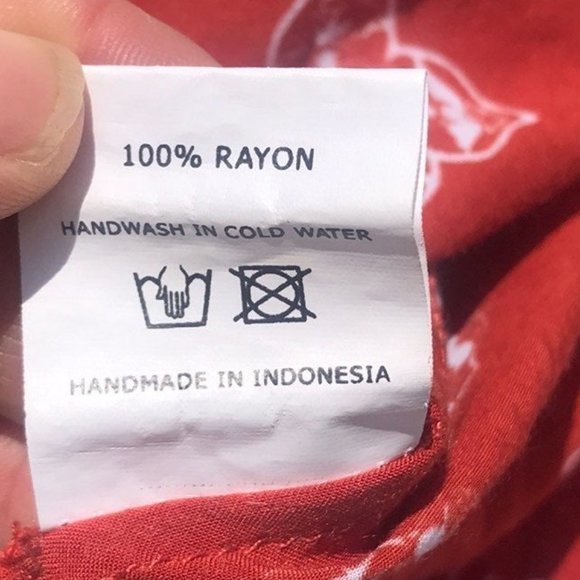 100% RAYON
HANDWASH IN COLD WATER
HANDMADE IN INDONESIA